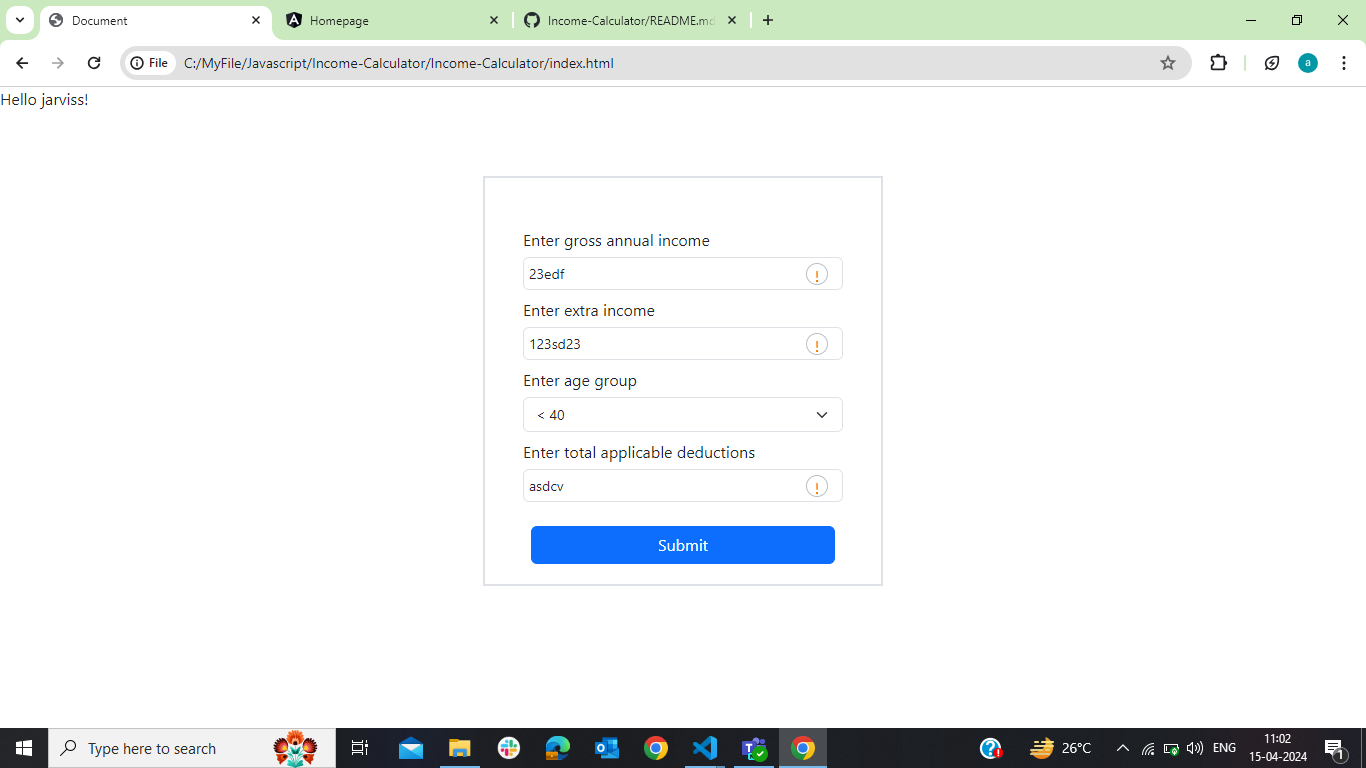 Document
Homepage
Income-Calculator/README.md
File
C:/MyFile/Javascript/Income-Calculator/Income-Calculator/index.html
a
Hello jarviss!
Enter gross annual income
23edf
!
Enter extra income
123sd23
!
Enter age group
< 40
Enter total applicable deductions
asdcv
!
Submit
Type here to search
26°C
ENG
11:02
15-04-2024
1